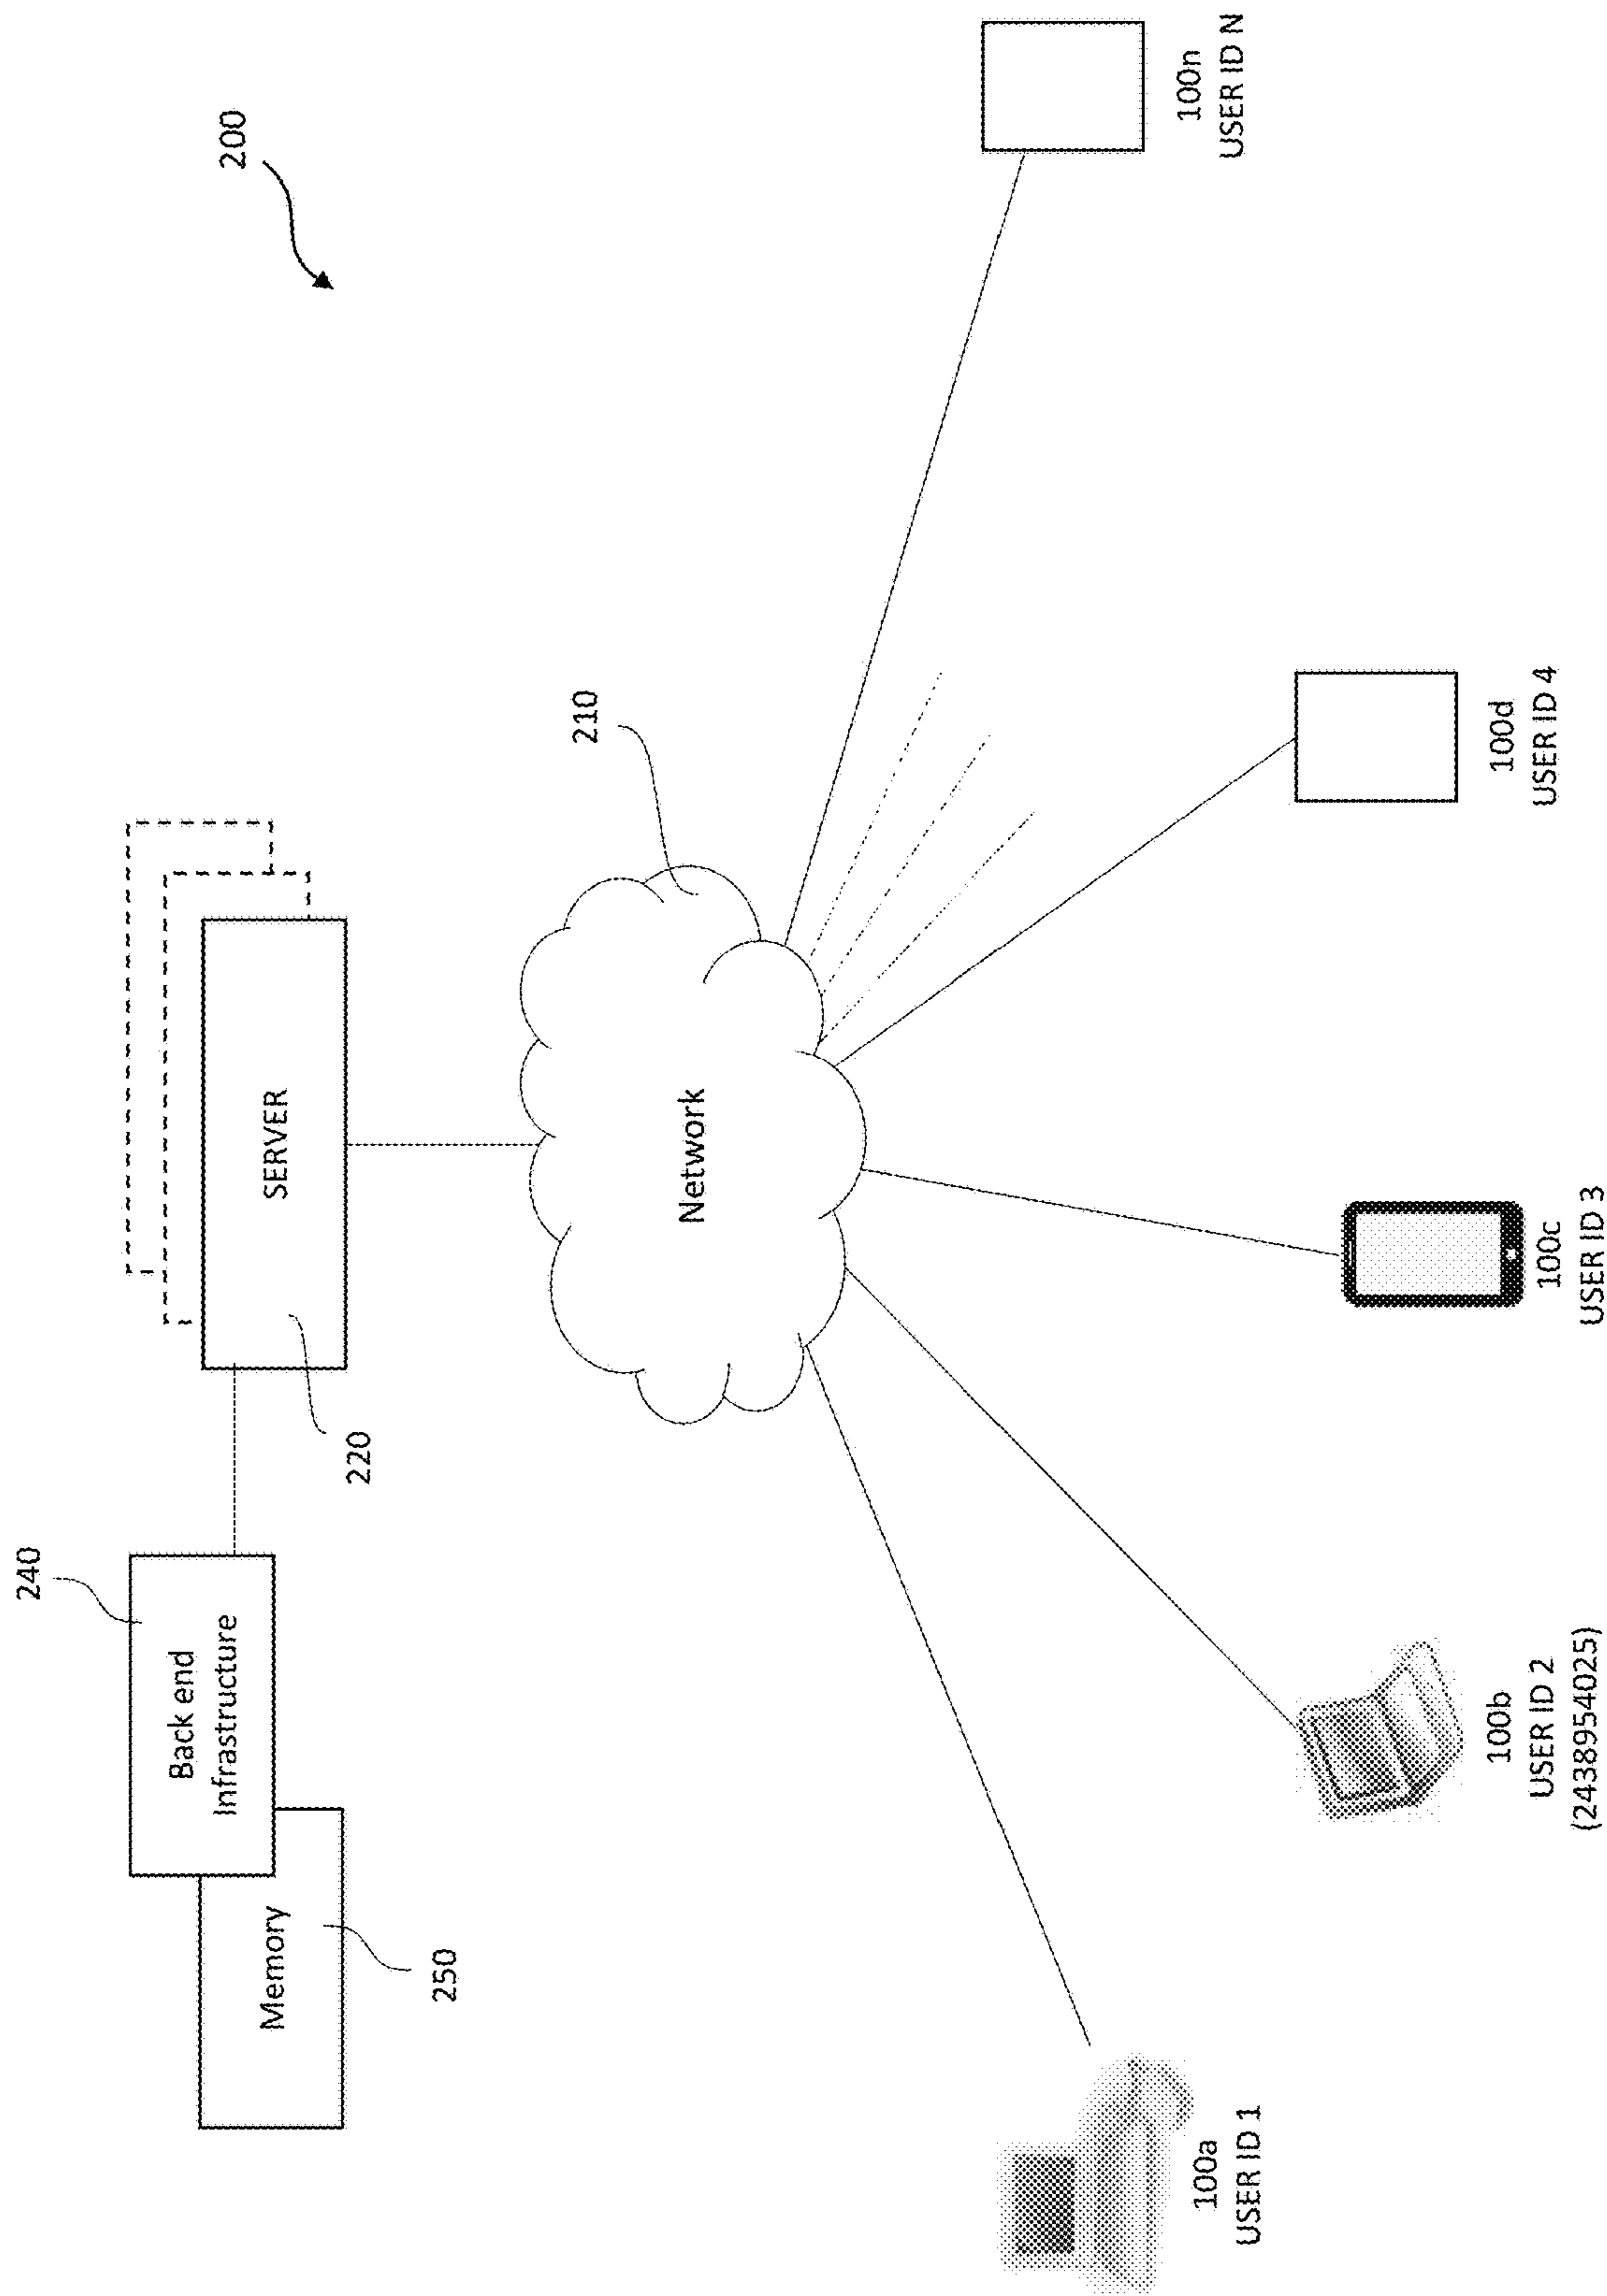 200
240
Back end
Infrastructure
Memory
250
SERVER
220
210
Network
100a
USER ID 1
100b
USER ID 2
(2438954025)
100c
USER ID 3
100d
USER ID 4
100n
USER ID N